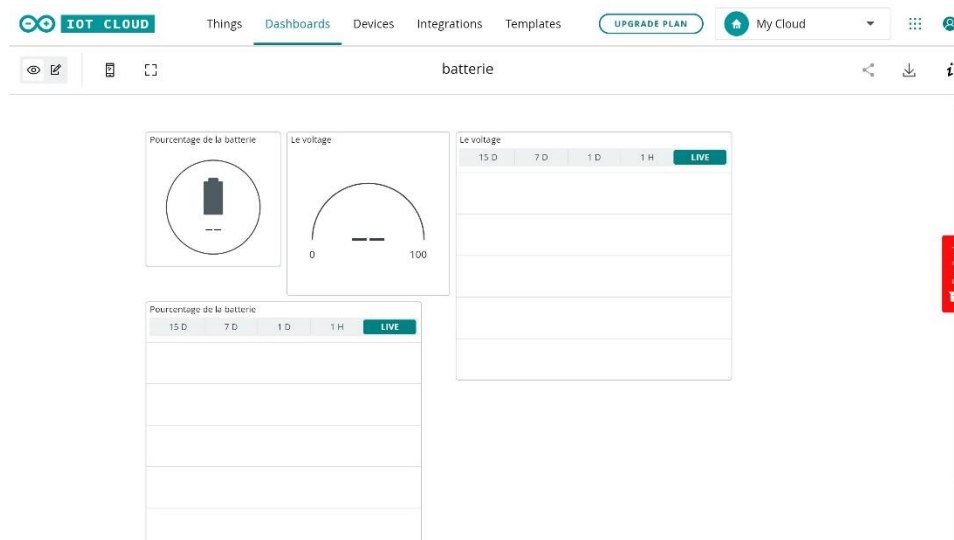 IOT CLOUD
Things Dashboards Devices Integrations Templates UPGRADE PLAN My Cloud
batterie
Pourcentage de la batterie
--
Le voltage
--
0 100
Le voltage
15 D 7 D 1 D 1 H LIVE
Pourcentage de la batterie
15 D 7 D 1 D 1 H LIVE